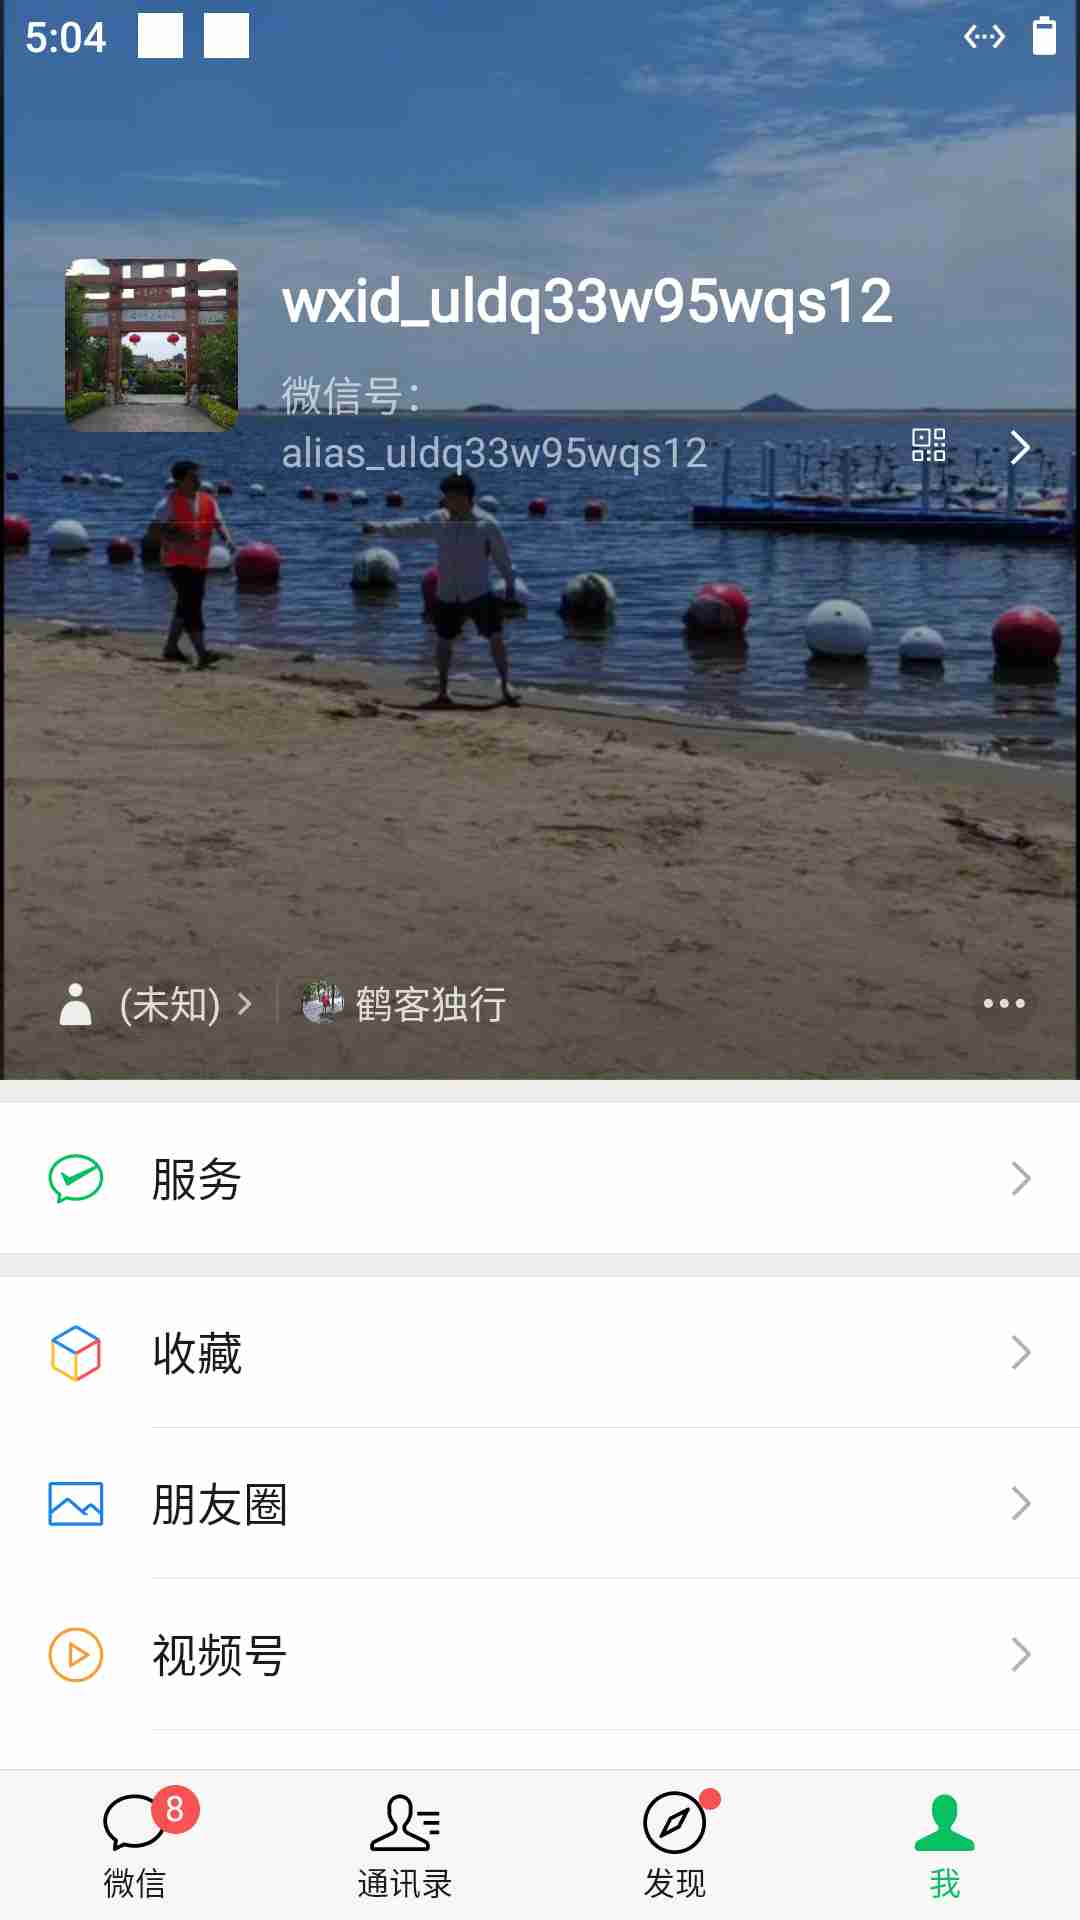 5:04
wxid_uldq33w95wqs12
微信号：
alias_uldq33w95wqs12
(未知)
鹤客独行
服务
收藏
朋友圈
视频号
8
微信
通讯录
发现
我